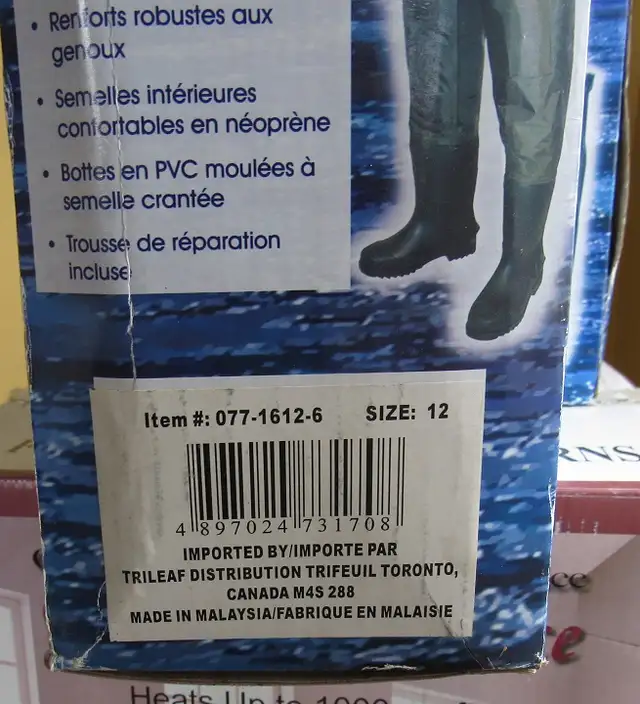 • Renforts robustes aux
genoux
• Semelles intérieures
confortables en néoprène
• Bottes en PVC moulées à
semelle crantée
• Trousse de réparation
incluse
Item #: 077-1612-6 SIZE: 12
4 897024 731708
IMPORTED BY/IMPORTE PAR
TRILEAF DISTRIBUTION TRIFEUIL TORONTO,
CANADA M4S 288
MADE IN MALAYSIA/FABRIQUE EN MALAISIE
Heats Up to 1000